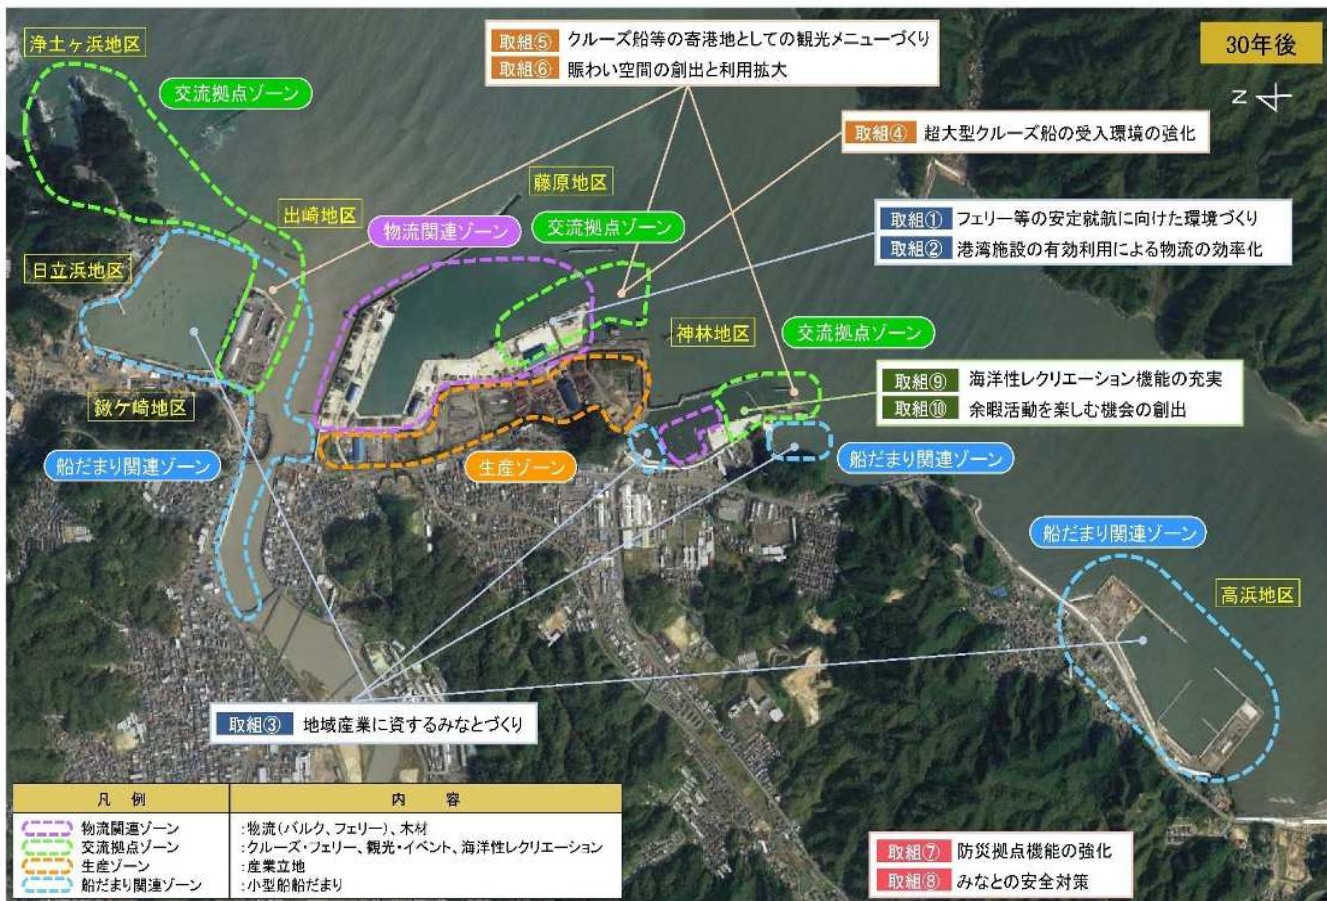 浄土ヶ浜地区
交流拠点ゾーン
取組⑤ クルーズ船等の寄港地としての観光メニューづくり
取組⑥ 賑わい空間の創出と利用拡大
30年後
N
取組④ 超大型クルーズ船の受入環境の強化
藤原地区
出崎地区
物流関連ゾーン
交流拠点ゾーン
取組① フェリー等の安定就航に向けた環境づくり
取組② 港湾施設の有効利用による物流の効率化
日立浜地区
神林地区
交流拠点ゾーン
取組⑨ 海洋性レクリエーション機能の充実
取組⑩ 余暇活動を楽しむ機会の創出
鍬ケ崎地区
船だまり関連ゾーン
生産ゾーン
船だまり関連ゾーン
船だまり関連ゾーン
高浜地区
取組③ 地域産業に資するみなとづくり
凡 例 内 容
物流関連ゾーン :物流(バルク、フェリー)、木材
交流拠点ゾーン :クルーズ・フェリー、観光・イベント、海洋性レクリエーション
生産ゾーン :産業立地
船だまり関連ゾーン :小型船船だまり
取組⑦ 防災拠点機能の強化
取組⑧ みなとの安全対策